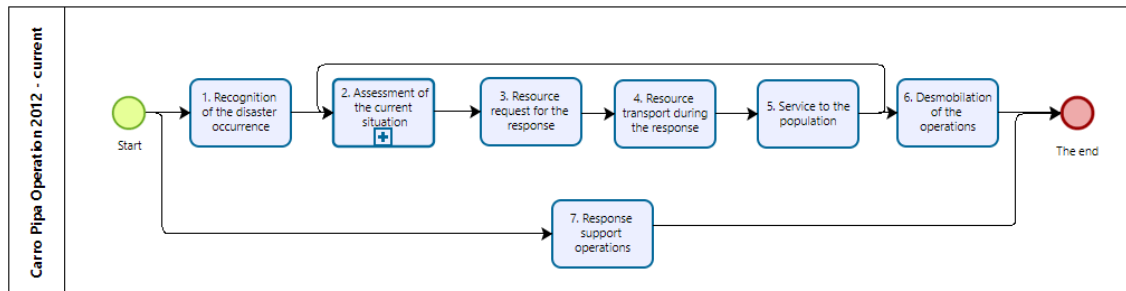 Carro Pipa Operation 2012 - current
Start
1. Recognition
of the disaster
occurrence
2. Assessment of
the current
situation
3. Resource
request for the
response
4. Resource
transport during
the response
5. Service to the
population
6. Desmobilation
of the
operations
The end
7. Response
support
operations